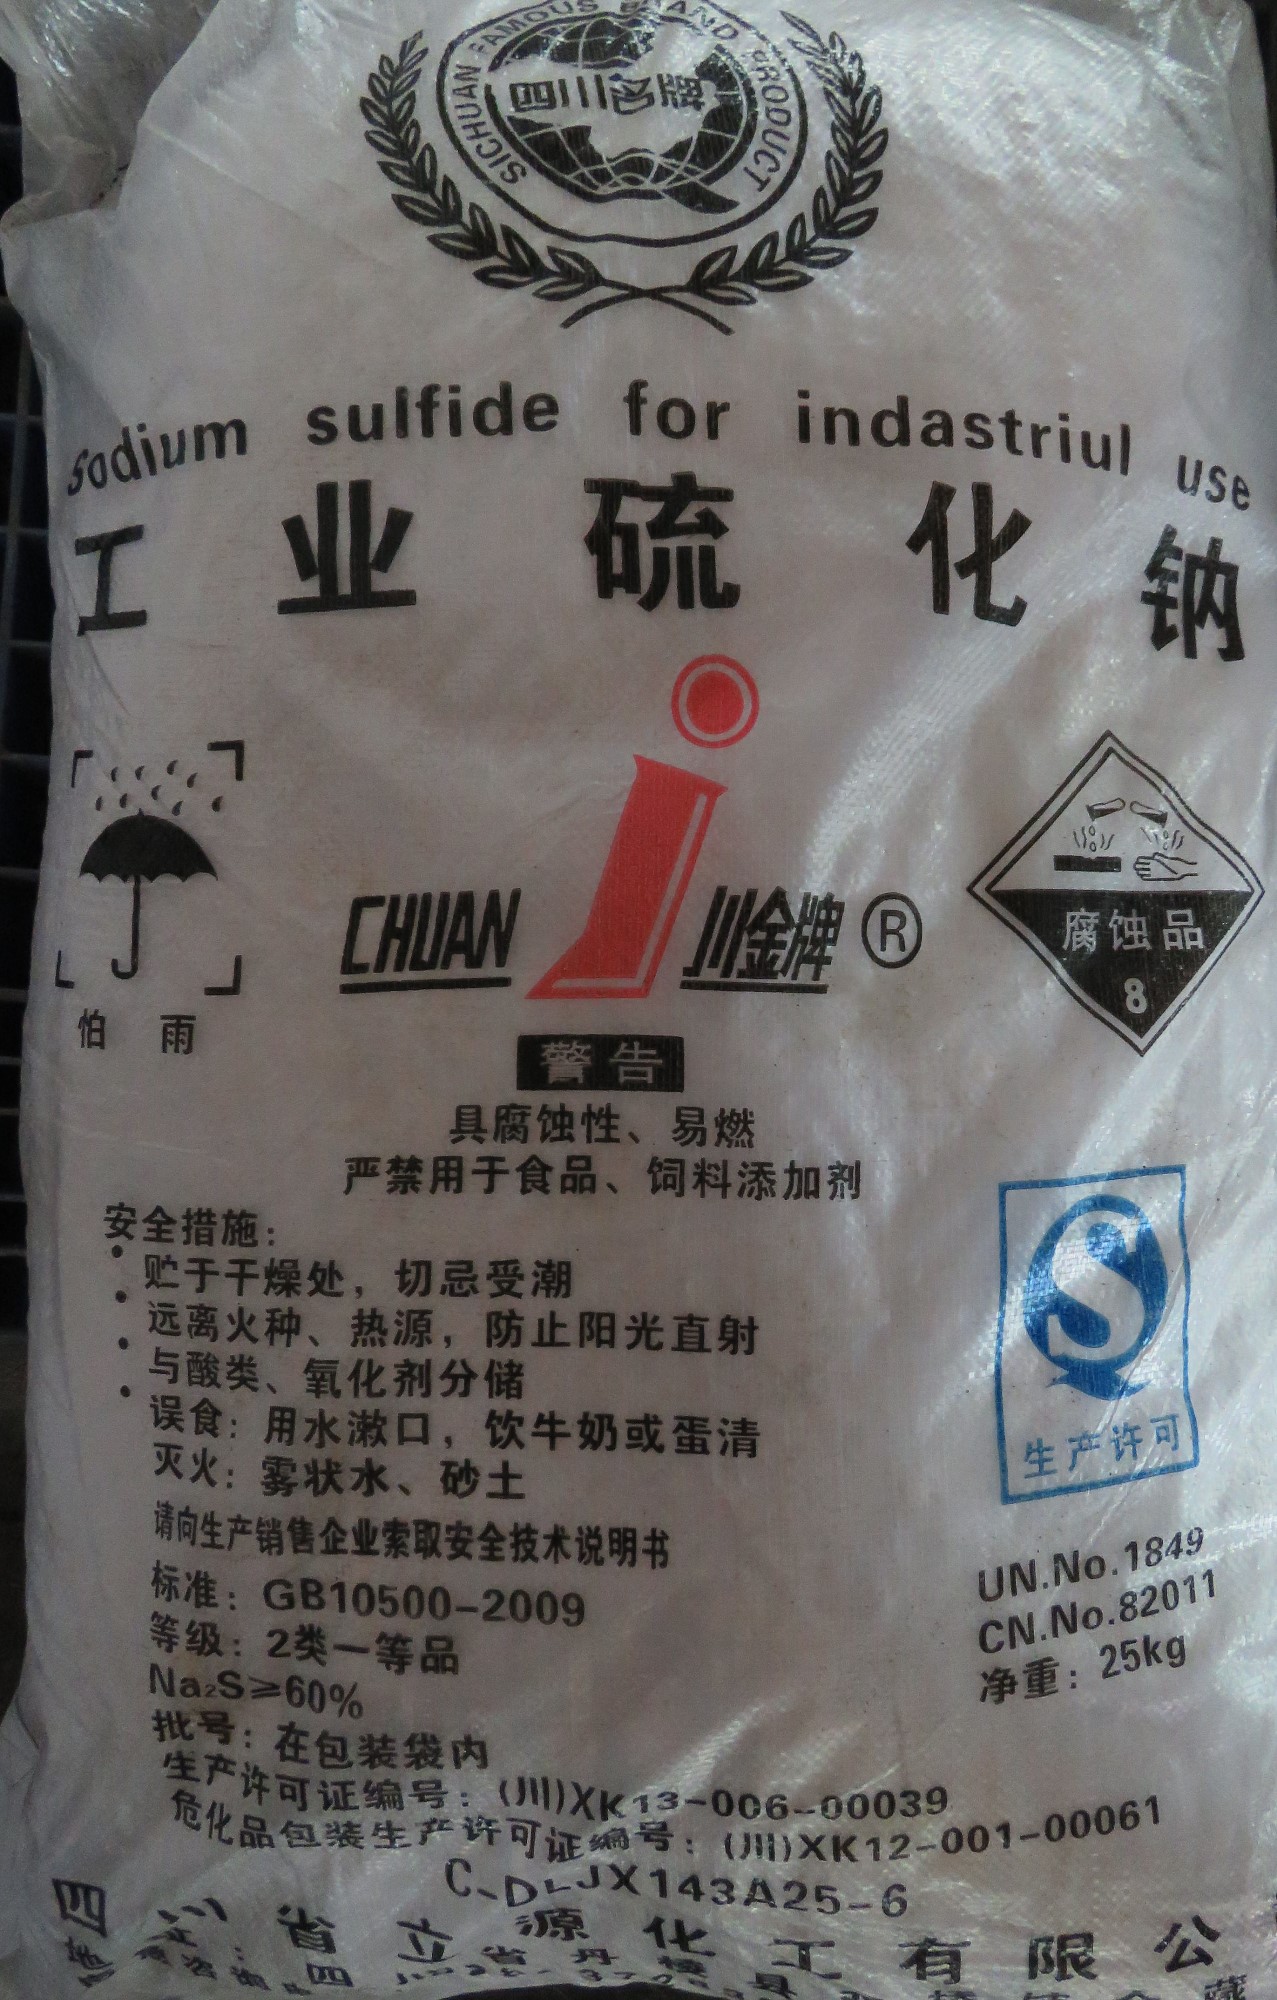 SICHUAN FAMOUS BRAND PRODUCT
Sodium sulfide for indastriul use
工业硫化钠
CHUAN
川金牌 ®
怕 雨
腐蚀品
8
警告
具腐蚀性、易燃
严禁用于食品、饲料添加剂
安全措施:
• 贮于干燥处,切忌受潮
• 远离火种、热源,防止阳光直射
• 与酸类、氧化剂分储
• 误食:用水漱口,饮牛奶或蛋清
灭火:雾状水、砂土
生产许可
请向生产销售企业索取安全技术说明书
标准:GB10500-2009
等级:2类一等品
Na₂S≥60%
批号:在包装袋内
UN.No.1849
CN.No.82011
净重:25kg
生产许可证编号:(川)XK13-006-00039
危化品包装生产许可证编号:(川)XK12-001-00061
JX143A25-6
四川省立源化工有限公